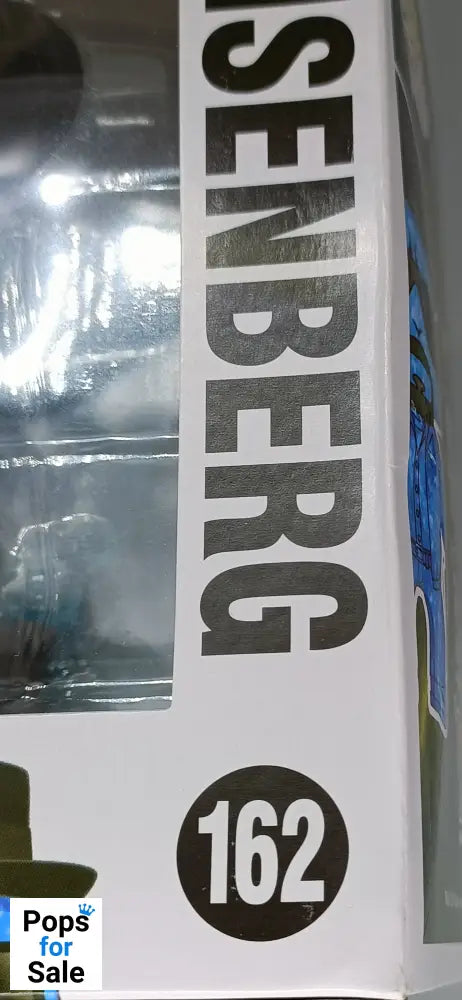 ISENBERG
162
Pops
for
Sale